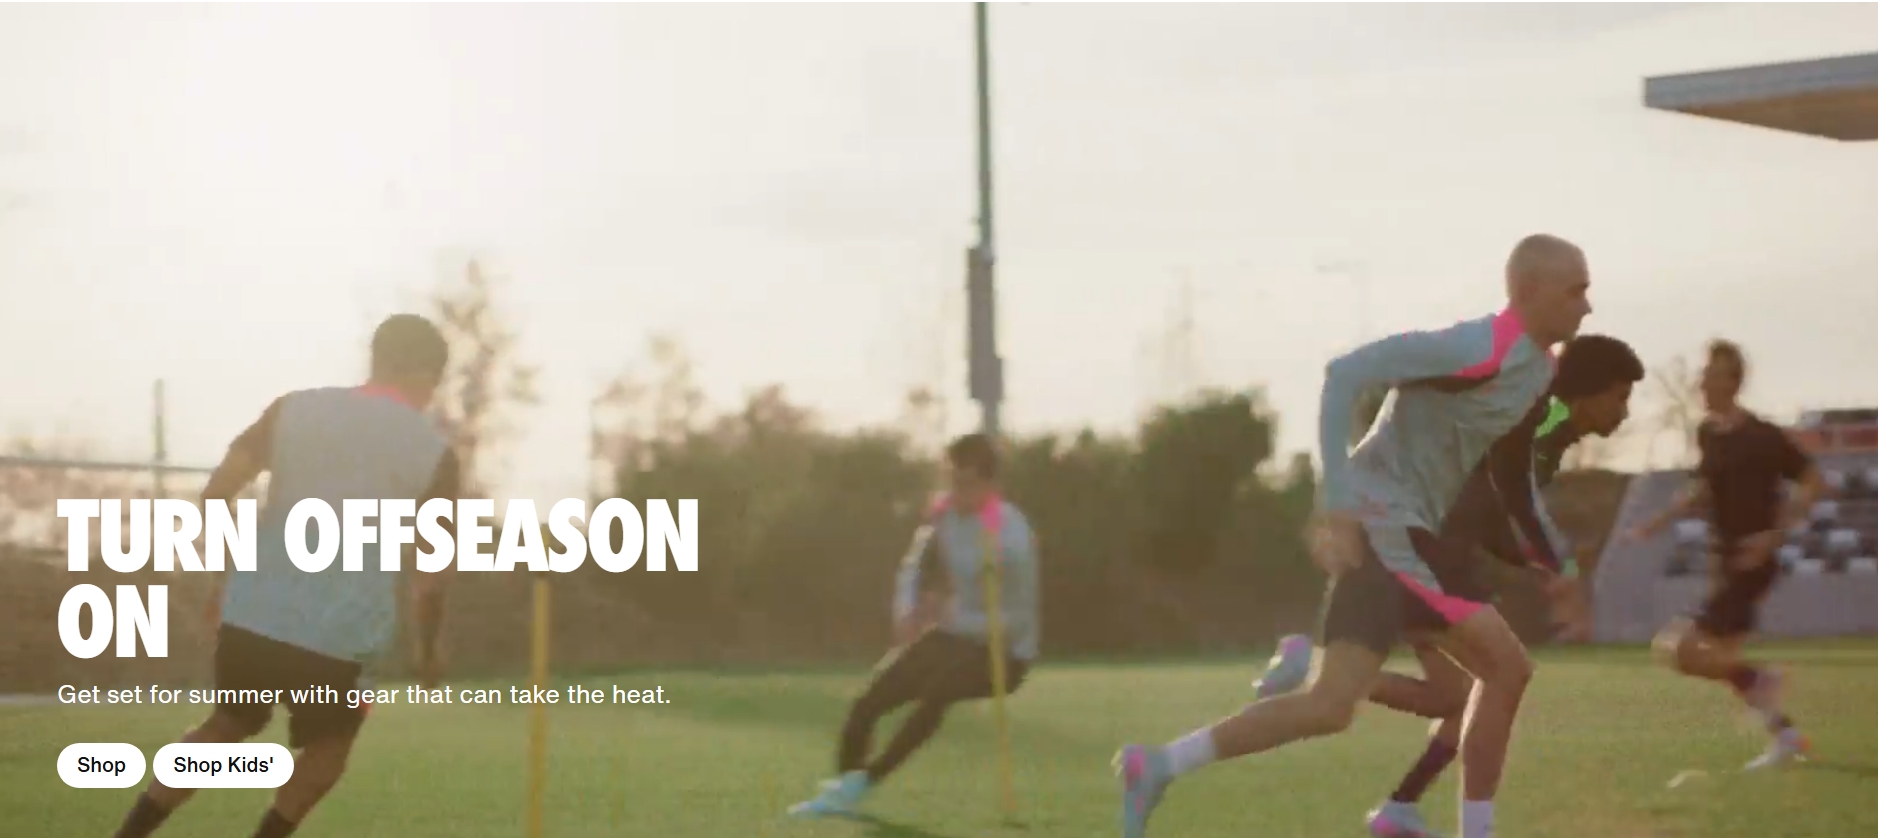 TURN OFFSEASON
ON
Get set for summer with gear that can take the heat.
Shop
Shop Kids'